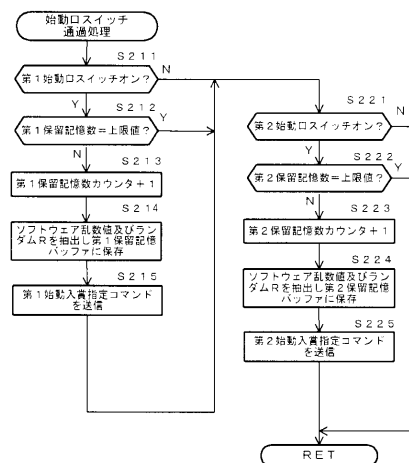 始動口スイッチ
通過処理
S211
第1始動口スイッチオン?
N
Y
S212
第1保留記憶数=上限値?
Y
N
S213
第1保留記憶数カウンタ+1
S214
ソフトウェア乱数値及びラン
ダムRを抽出し第1保留記憶
バッファに保存
S215
第1始動入賞指定コマンド
を送信
S221
第2始動口スイッチオン?
N
Y
S222
第2保留記憶数=上限値?
Y
N
S223
第2保留記憶数カウンタ+1
S224
ソフトウェア乱数値及びラン
ダムRを抽出し第2保留記憶
バッファに保存
S225
第2始動入賞指定コマンド
を送信
RET